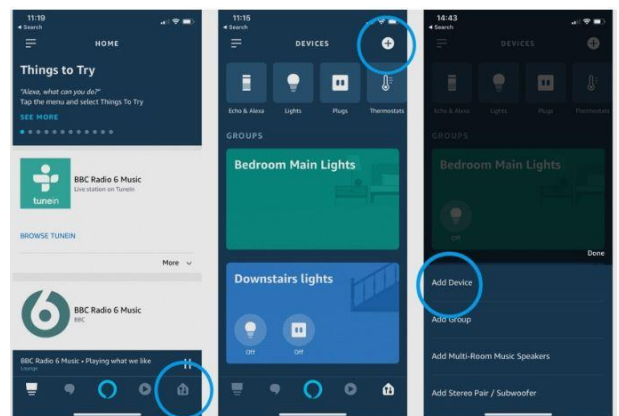 11:19
Search
HOME
Things to Try
"Alexa, what can you do?"
Tap the menu and select Things To Try
SEE MORE
tunein
BBC Radio 6 Music
Live station on TuneIn
BROWSE TUNEIN
More
6
BBC Radio 6 Music
BBC
BBC Radio 6 Music • Playing what we like
Lounge
11:15
Search
DEVICES
Echo & Alexa
Lights
Plugs
Thermostats
GROUPS
Bedroom Main Lights
Downstairs lights
Off
Off
14:43
Search
DEVICES
Echo & Alexa
Lights
Plugs
Thermostats
GROUPS
Bedroom Main Lights
Off
Done
Add Device
Add Group
Add Multi-Room Music Speakers
Add Stereo Pair / Subwoofer